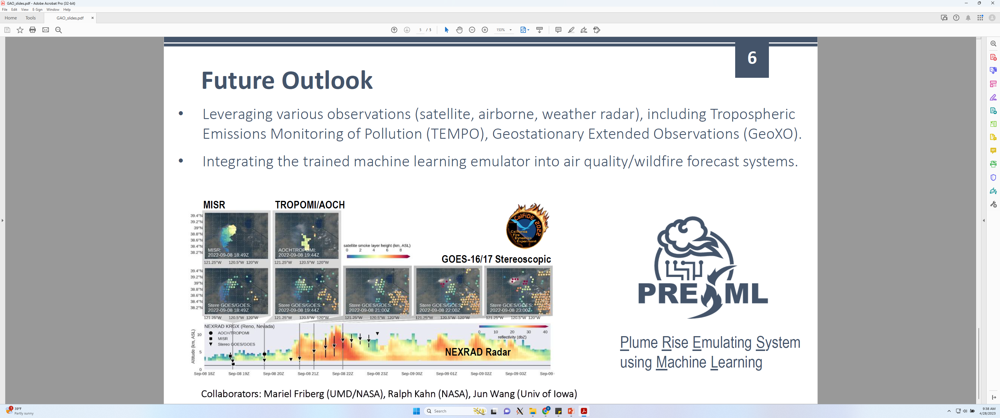 GAO_slides.pdf - Adobe Acrobat Pro (32-bit)
File Edit View E-Sign Window Help
Home Tools GAO_slides.pdf ×
5 / 5 153%
6
Future Outlook
• Leveraging various observations (satellite, airborne, weather radar), including Tropospheric
Emissions Monitoring of Pollution (TEMPO), Geostationary Extended Observations (GeoXO).
• Integrating the trained machine learning emulator into air quality/wildfire forecast systems.
MISR TROPOMI/AOCH
39.4°N
39.2°N
39°N
38.8°N
38.6°N
38.4°N
38.2°N
MISR:
2022-09-08 18:49Z
AOCHTROPOMI:
2022-09-08 19:44Z
121.25°W 120.5°W 120°W 121.25°W 120.5°W 120°W
satellite smoke layer height (km, ASL)
0 2 4 6 8
CalFiDE 2022
California
Fire
Dynamics
Experiment
GOES-16/17 Stereoscopic
39.4°N
39.2°N
39°N
38.8°N
38.6°N
38.4°N
38.2°N
Stere GOES/GOES:
2022-09-08 18:49Z
Stere GOES/GOES:
2022-09-08 19:44Z
Stere GOES/GOES:
2022-09-08 21:00Z
Stere GOES/GOES:
2022-09-08 22:00Z
Stere GOES/GOES:
2022-09-08 23:00Z
121.25°W 120.5°W 120°W 121.25°W 120.5°W 120°W 121.25°W 120.5°W 120°W 121.25°W 120.5°W 120°W 121.25°W 120.5°W 120°W
NEXRAD KRGX (Reno, Nevada)
AOCH/TROPOMI
MISR
Stereo GOES/GOES
Altitude (km, ASL)
10
5
0
0 10 20 30 40
reflectivity (dbZ)
NEXRAD Radar
Sep-08 18Z Sep-08 19Z Sep-08 20Z Sep-08 21Z Sep-08 22Z Sep-08 23Z Sep-09 00Z Sep-09 01Z Sep-09 02Z Sep-09 03Z Sep-09
PRE ML
Plume Rise Emulating System
using Machine Learning
Collaborators: Mariel Friberg (UMD/NASA), Ralph Kahn (NASA), Jun Wang (Univ of Iowa)
1
39°F
Partly sunny
Search
9:38 AM
4/28/2023